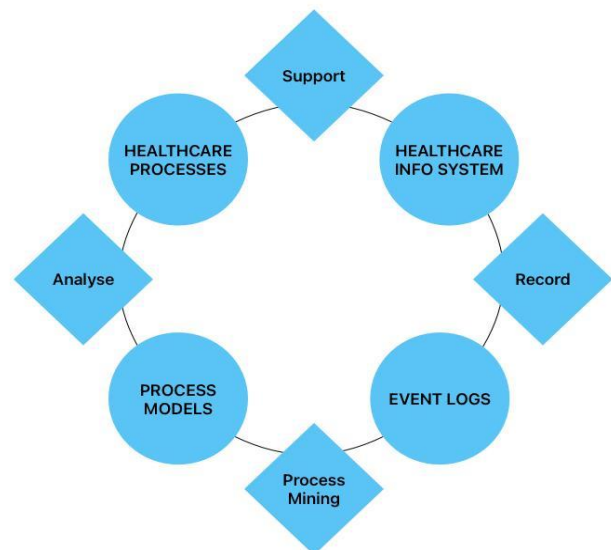 Support
HEALTHCARE
PROCESSES
HEALTHCARE
INFO SYSTEM
Analyse
Record
PROCESS
MODELS
EVENT LOGS
Process
Mining